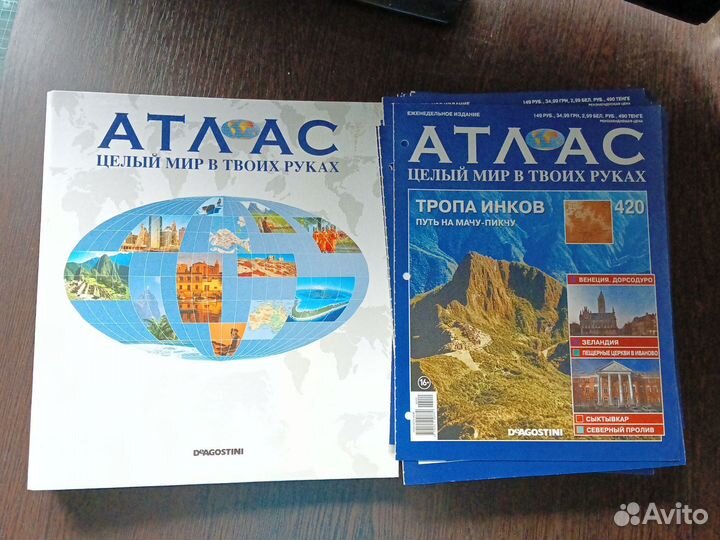 АТЛАС
ЦЕЛЫЙ МИР В ТВОИХ РУКАХ
DeAGOSTINI
ЕЖЕНЕДЕЛЬНОЕ ИЗДАНИЕ
149 РУБ., 34,99 ГРН, 2,99 БЕЛ. РУБ., 490 ТЕНГЕ
149 РУБ., 34,99 ГРН, 2,99 БЕЛ. РУБ., 490 ТЕНГЕ
РЕКОМЕНДУЕМАЯ ЦЕНА
АТЛАС
ЦЕЛЫЙ МИР В ТВОИХ РУКАХ
ТРОПА ИНКОВ
ПУТЬ НА МАЧУ-ПИКЧУ
420
ВЕНЕЦИЯ. ДОРСОДУРО
ЗЕЛАНДИЯ
ПЕЩЕРНЫЕ ЦЕРКВИ В ИВАНОВО
16+
СЫКТЫВКАР
СЕВЕРНЫЙ ПРОЛИВ
DeAGOSTINI
Avito